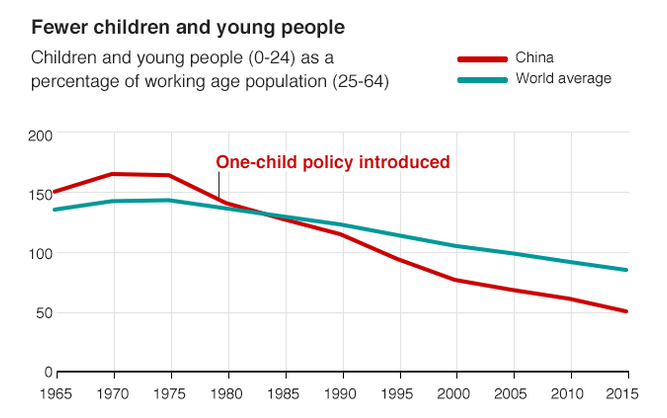 Fewer children and young people
Children and young people (0-24) as a
percentage of working age population (25-64)
China
World average
200
One-child policy introduced
150
100
50
0
1965 1970 1975 1980 1985 1990 1995 2000 2005 2010 2015